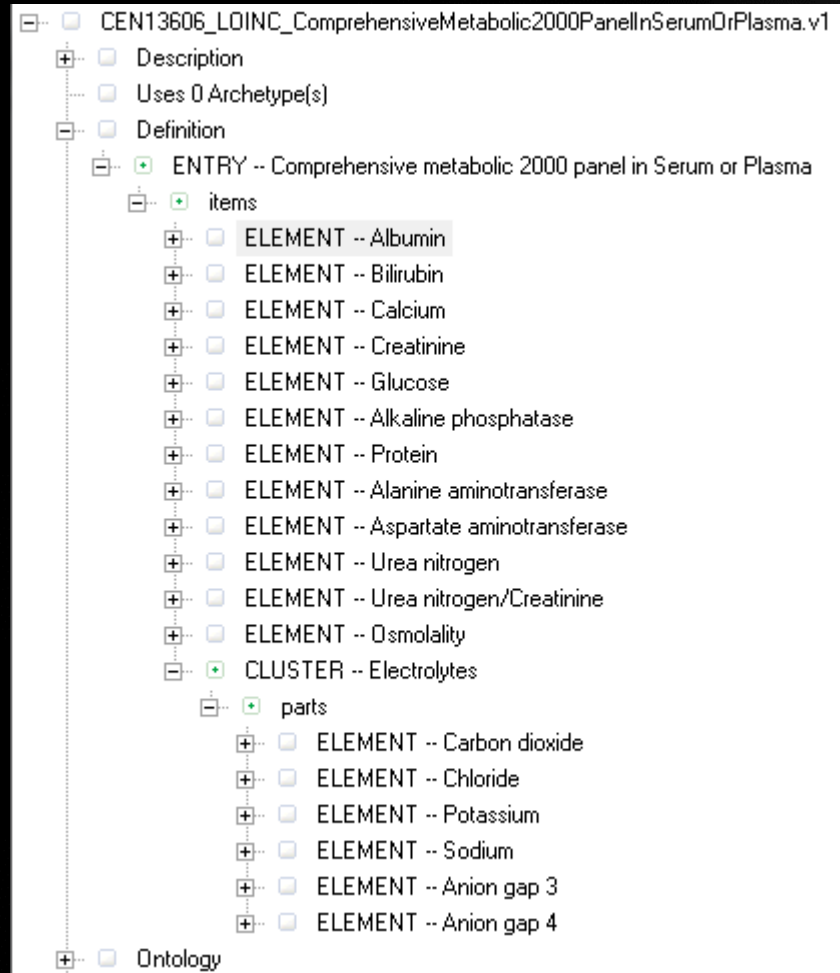 CEN13606_LOINC_ComprehensiveMetabolic2000PanelInSerumOrPlasma.v1
Description
Uses 0 Archetype(s)
Definition
ENTRY -- Comprehensive metabolic 2000 panel in Serum or Plasma
items
ELEMENT -- Albumin
ELEMENT -- Bilirubin
ELEMENT -- Calcium
ELEMENT -- Creatinine
ELEMENT -- Glucose
ELEMENT -- Alkaline phosphatase
ELEMENT -- Protein
ELEMENT -- Alanine aminotransferase
ELEMENT -- Aspartate aminotransferase
ELEMENT -- Urea nitrogen
ELEMENT -- Urea nitrogen/Creatinine
ELEMENT -- Osmolality
CLUSTER -- Electrolytes
parts
ELEMENT -- Carbon dioxide
ELEMENT -- Chloride
ELEMENT -- Potassium
ELEMENT -- Sodium
ELEMENT -- Anion gap 3
ELEMENT -- Anion gap 4
Ontology